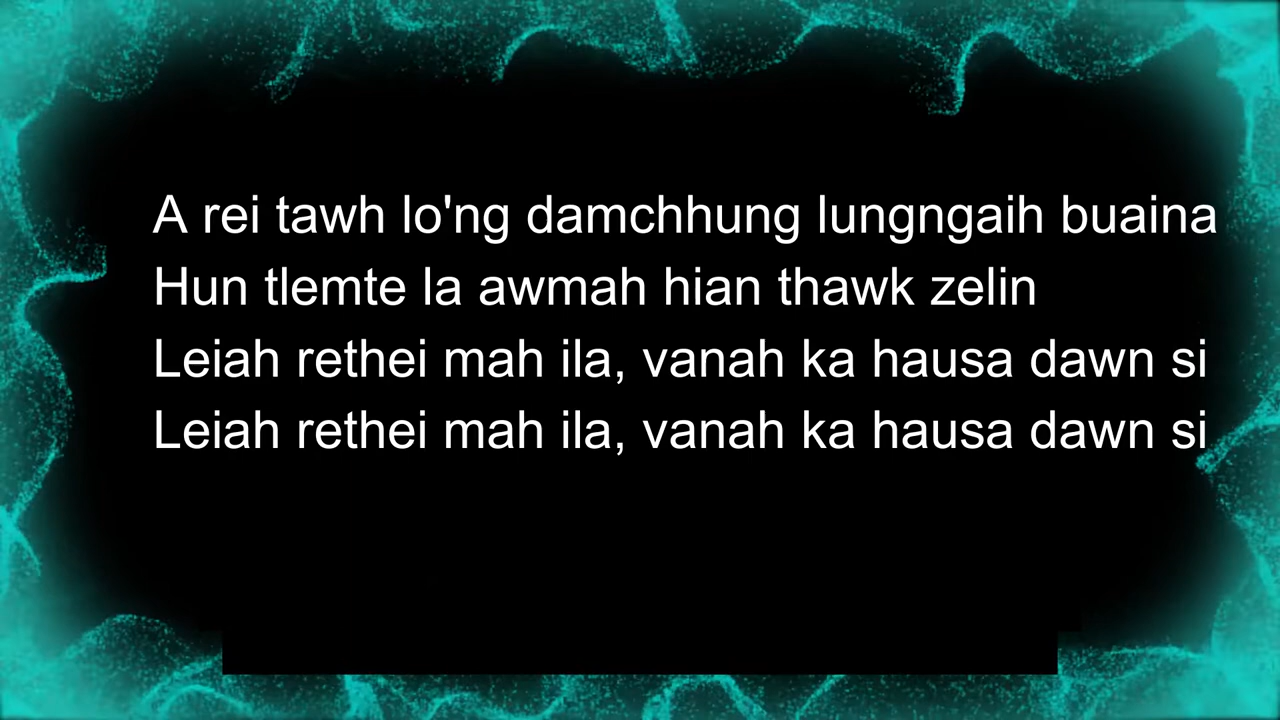 A rei tawh lo'ng damchhung lungngaih buaina
Hun tlemte la awmah hian thawk zelin
Leiah rethei mah ila, vanah ka hausa dawn si
Leiah rethei mah ila, vanah ka hausa dawn si